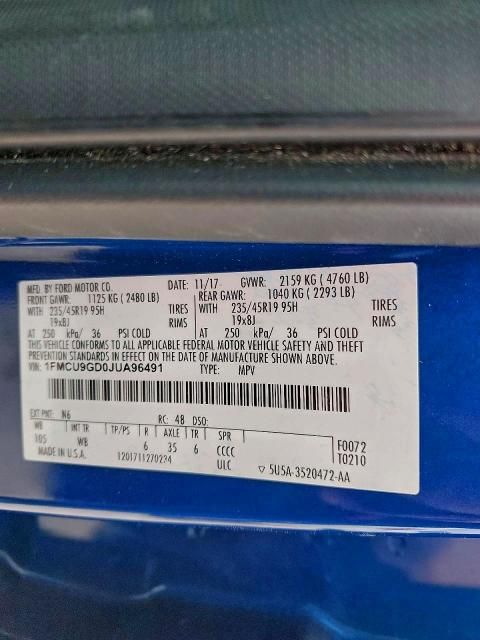 MFD. BY FORD MOTOR CO. DATE: 11/17 GVWR: 2159 KG ( 4760 LB)
FRONT GAWR: 1125 KG ( 2480 LB) REAR GAWR: 1040 KG ( 2293 LB)
WITH 235/45R19 95H TIRES WITH 235/45R19 95H TIRES
19x8J RIMS 19x8J RIMS
AT 250 kPa/ 36 PSI COLD AT 250 kPa/ 36 PSI COLD
THIS VEHICLE CONFORMS TO ALL APPLICABLE FEDERAL MOTOR VEHICLE SAFETY AND THEFT
PREVENTION STANDARDS IN EFFECT ON THE DATE OF MANUFACTURE SHOWN ABOVE.
VIN: 1FMCU9GD0JUA96491 TYPE: MPV
EXT PNT: N6 RC: 48 DSO:
WB INT TR TP/PS R AXLE TR SPR F0072
105 WB 6 35 6 CCCC T0210
MADE IN U.S.A. 1201711270234 ULC ▽ 5U5A-3520472-AA